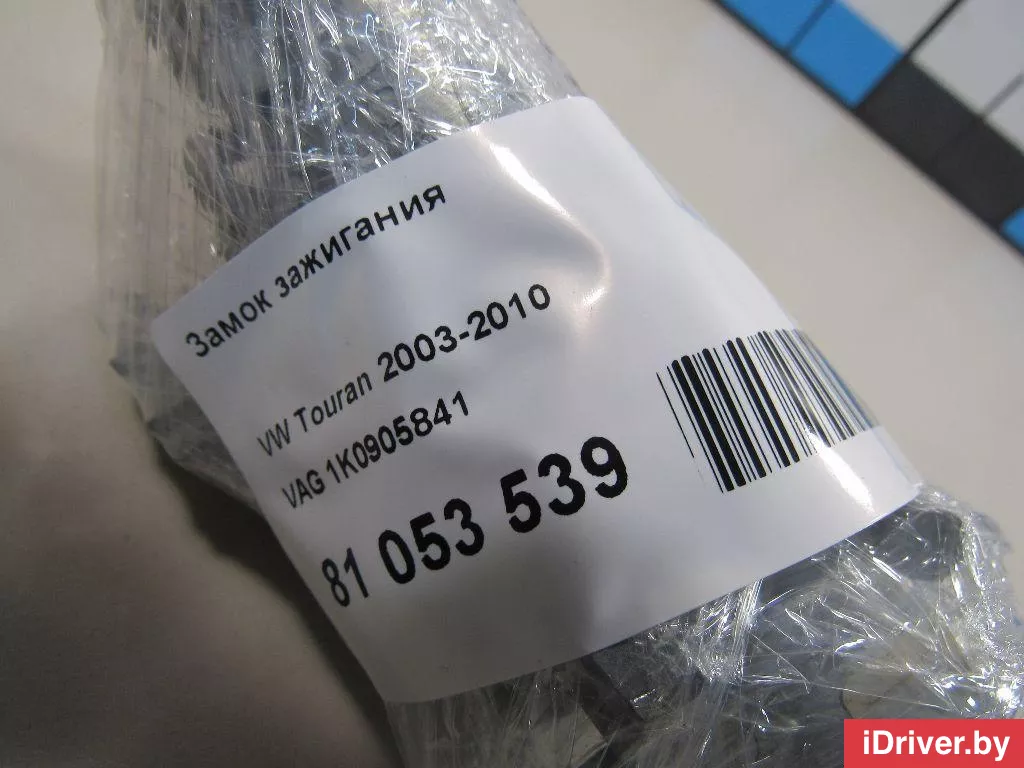 Замок зажигания
VW Touran 2003-2010
VAG 1K0905841
81 053 539
iDriver.by